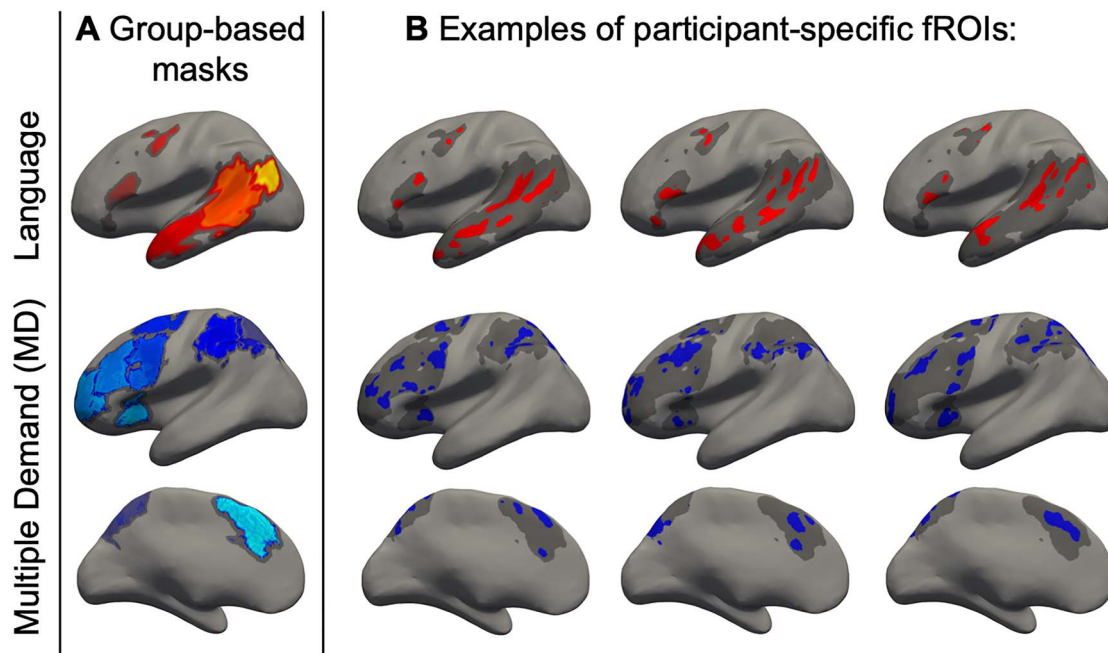 A Group-based
masks
B Examples of participant-specific fROIs:
Language
Multiple Demand (MD)